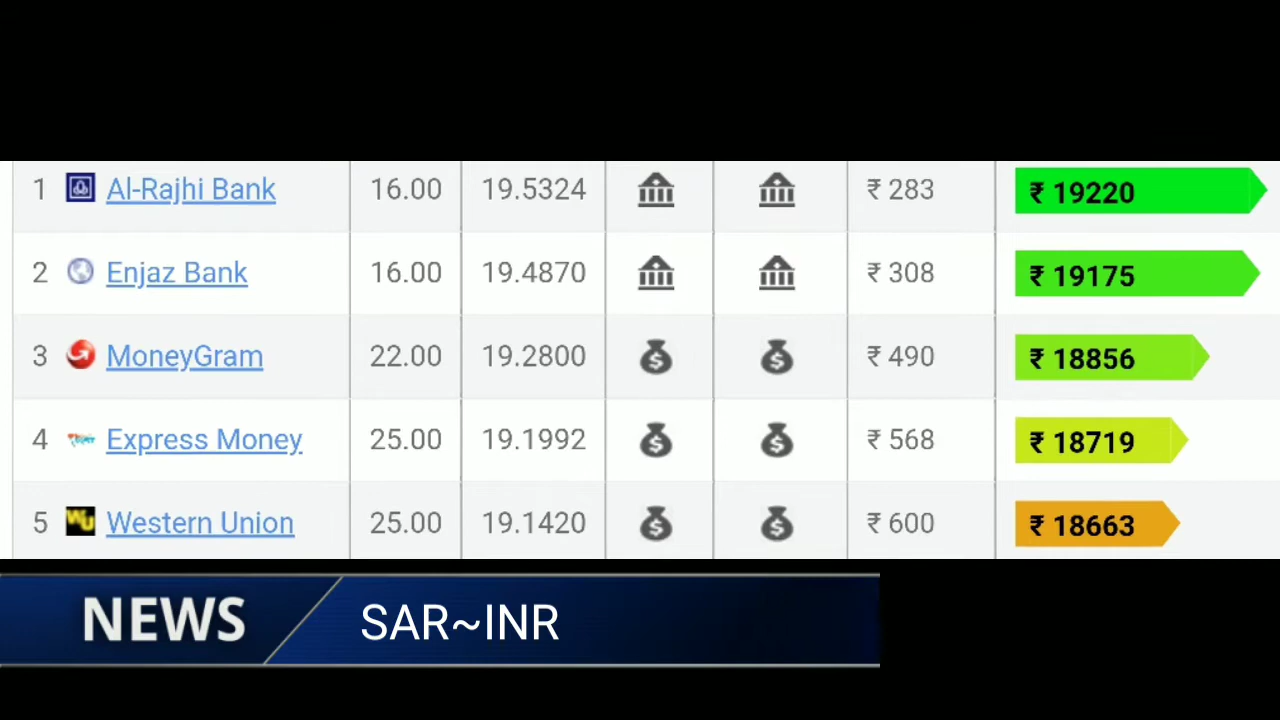 1 Al-Rajhi Bank 16.00 19.5324 ₹ 283 ₹ 19220
2 Enjaz Bank 16.00 19.4870 ₹ 308 ₹ 19175
3 MoneyGram 22.00 19.2800 ₹ 490 ₹ 18856
4 Express Money 25.00 19.1992 ₹ 568 ₹ 18719
5 WU Western Union 25.00 19.1420 ₹ 600 ₹ 18663
NEWS SAR~INR